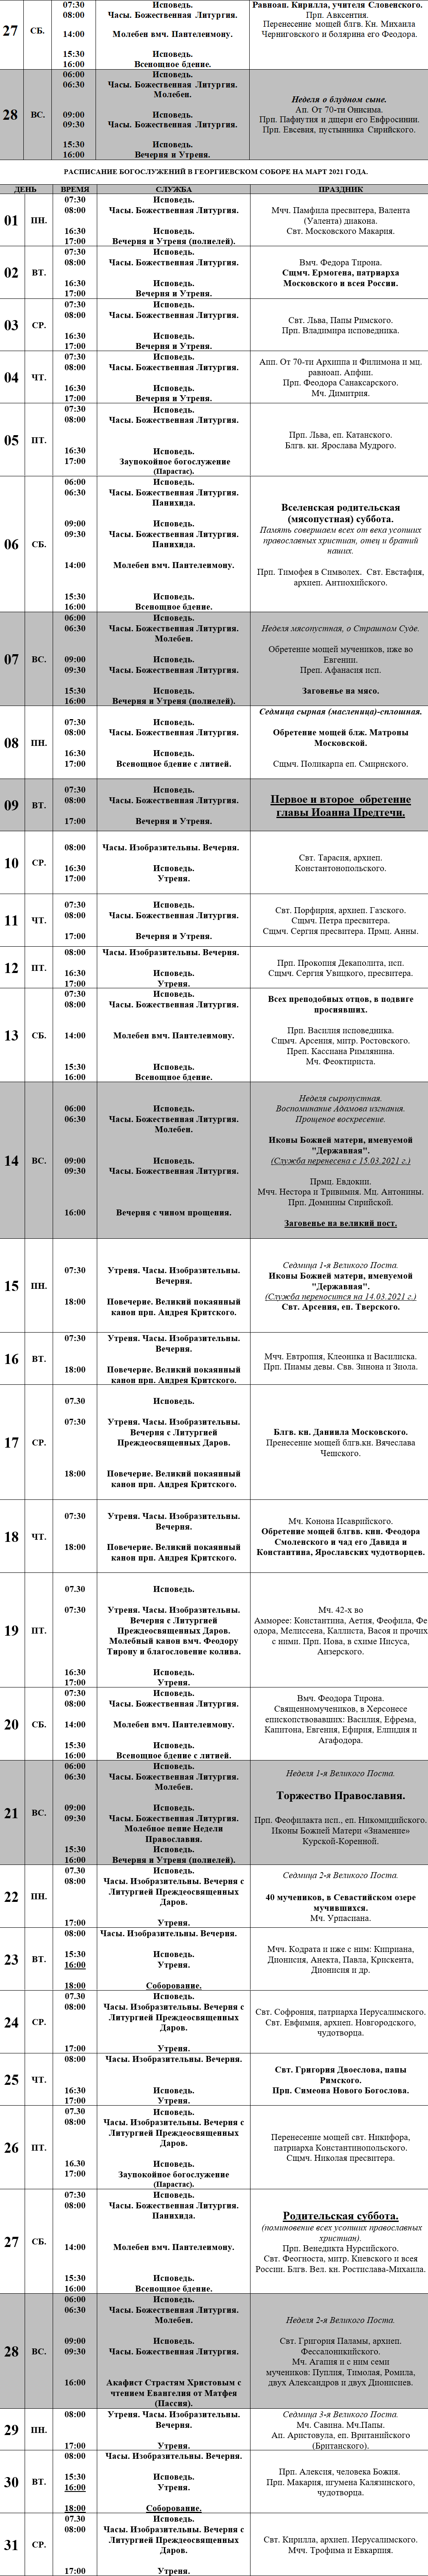 27 СБ.
07:30 Исповедь.
08:00 Часы. Божественная Литургия.
14:00 Молебен вмч. Пантелеимону.
15:30 Исповедь.
16:00 Всенощное бдение.
Равноап. Кирилла, учителя Словенского.
Прп. Авксентия.
Перенесение мощей блгв. Кн. Михаила
Черниговского и болярина его Феодора.
28 ВС.
06:00 Исповедь.
06:30 Часы. Божественная Литургия.
Молебен.
09:00 Исповедь.
09:30 Часы. Божественная Литургия.
15:30 Исповедь.
16:00 Вечерня и Утреня.
Неделя о блудном сыне.
Ап. От 70-ти Онисима.
Прп. Пафнутия и дщери его Евфросинии.
Прп. Евсевия, пустынника Сирийского.
РАСПИСАНИЕ БОГОСЛУЖЕНИЙ В ГЕОРГИЕВСКОМ СОБОРЕ НА МАРТ 2021 ГОДА.
ДЕНЬ ВРЕМЯ СЛУЖБА ПРАЗДНИК
01 ПН.
07:30 Исповедь.
08:00 Часы. Божественная Литургия.
16:30 Исповедь.
17:00 Вечерня и Утреня (полиелей).
Мчч. Памфила пресвитера, Валента
(Уалента) диакона.
Свт. Московского Макария.
02 ВТ.
07:30 Исповедь.
08:00 Часы. Божественная Литургия.
16:30 Исповедь.
17:00 Вечерня и Утреня.
Вмч. Федора Тирона.
Сщмч. Ермогена, патриарха
Московского и всея России.
03 СР.
07:30 Исповедь.
08:00 Часы. Божественная Литургия.
16:30 Исповедь.
17:00 Вечерня и Утреня.
Свт. Льва, Папы Римского.
Прп. Владимира исповедника.
04 ЧТ.
07:30 Исповедь.
08:00 Часы. Божественная Литургия.
16:30 Исповедь.
17:00 Вечерня и Утреня.
Апп. От 70-ти Архиппа и Филимона и мц.
равноап. Апфии.
Прп. Феодора Санаксарского.
Мч. Димитрия.
05 ПТ.
07:30 Исповедь.
08:00 Часы. Божественная Литургия.
16:30 Исповедь.
17:00 Заупокойное богослужение
(Парастас).
Прп. Льва, еп. Катанского.
Блгв. кн. Ярослава Мудрого.
06 СБ.
06:00 Исповедь.
06:30 Часы. Божественная Литургия.
Панихида.
09:00 Исповедь.
09:30 Часы. Божественная Литургия.
Панихида.
14:00 Молебен вмч. Пантелеимону.
15:30 Исповедь.
16:00 Всенощное бдение.
Вселенская родительская
(мясопустная) суббота.
Память совершаем всех от века усопших
православных христиан, отец и братий
наших.
Прп. Тимофея в Символех. Свт. Евстафия,
архиеп. Антиохийского.
07 ВС.
06:00 Исповедь.
06:30 Часы. Божественная Литургия.
Молебен.
09:00 Исповедь.
09:30 Часы. Божественная Литургия.
15:30 Исповедь.
16:00 Вечерня и Утреня (полиелей).
Неделя мясопустная, о Страшном Суде.
Обретение мощей мучеников, иже во
Евгении.
Преп. Афанасия исп.
Заговенье на мясо.
08 ПН.
07:30 Исповедь.
08:00 Часы. Божественная Литургия.
16:30 Исповедь.
17:00 Всенощное бдение с литией.
Седмица сырная (масленица)-сплошная.
Обретение мощей блж. Матроны
Московской.
Сщмч. Поликарпа еп. Смирнского.
09 ВТ.
07:30 Исповедь.
08:00 Часы. Божественная Литургия.
17:00 Вечерня и Утреня.
Первое и второе обретение
главы Иоанна Предтечи.
10 СР.
08:00 Часы. Изобразительны. Вечерня.
16:30 Исповедь.
17:00 Утреня.
Свт. Тарасия, архиеп.
Константонопольского.
11 ЧТ.
07:30 Исповедь.
08:00 Часы. Божественная Литургия.
17:00 Вечерня и Утреня.
Свт. Порфирия, архиеп. Газского.
Сщмч. Петра пресвитера.
Сщмч. Сергия пресвитера. Прмц. Анны.
12 ПТ.
08:00 Часы. Изобразительны. Вечерня.
16:30 Исповедь.
17:00 Утреня.
Прп. Прокопия Декаполита, исп.
Сщмч. Сергия Увицкого, пресвитера.
13 СБ.
07:30 Исповедь.
08:00 Часы. Божественная Литургия.
14:00 Молебен вмч. Пантелеимону.
15:30 Исповедь.
16:00 Всенощное бдение.
Всех преподобных отцов, в подвиге
просиявших.
Прп. Василия исповедника.
Сщмч. Арсения, митр. Ростовского.
Преп. Кассиана Римлянина.
Мч. Феоктириста.
14 ВС.
06:00 Исповедь.
06:30 Часы. Божественная Литургия.
Молебен.
09:00 Исповедь.
09:30 Часы. Божественная Литургия.
16:00 Вечерня с чином прощения.
Неделя сыропустная.
Воспоминание Адамова изгнания.
Прощеное воскресение.
Иконы Божией матери, именуемой
"Державная".
(Служба перенесена с 15.03.2021 г.)
Прмц. Евдокии.
Мчч. Нестора и Тривимия. Мц. Антонины.
Прп. Домнины Сирийской.
Заговенье на великий пост.
15 ПН.
07:30 Утреня. Часы. Изобразительны.
Вечерня.
18:00 Повечерие. Великий покаянный
канон прп. Андрея Критского.
Седмица 1-я Великого Поста.
Иконы Божией матери, именуемой
"Державная".
(Служба переносится на 14.03.2021 г.)
Свт. Арсения, еп. Тверского.
16 ВТ.
07:30 Утреня. Часы. Изобразительны.
Вечерня.
18:00 Повечерие. Великий покаянный
канон прп. Андрея Критского.
Мчч. Евтропия, Клеоника и Василиска.
Прп. Пиамы девы. Свв. Зинона и Зоила.
17 СР.
07.30 Исповедь.
07:30 Утреня. Часы. Изобразительны.
Вечерня с Литургией
Преждеосвященных Даров.
18:00 Повечерие. Великий покаянный
канон прп. Андрея Критского.
Блгв. кн. Даниила Московского.
Пренесение мощей блгв.кн. Вячеслава
Чешского.
18 ЧТ.
07:30 Утреня. Часы. Изобразительны.
Вечерня.
18:00 Повечерие. Великий покаянный
канон прп. Андрея Критского.
Мч. Конона Исаврийского.
Обретение мощей блгвв. кнн. Феодора
Смоленского и чад его Давида и
Константина, Ярославских чудотворцев.
19 ПТ.
07.30 Исповедь.
07:30 Утреня. Часы. Изобразительны.
Вечерня с Литургией
Преждеосвященных Даров.
Молебный канон вмч. Феодору
Тирону и благословение колива.
16:30 Исповедь.
17:00 Утреня.
Мч. 42-х во
Амморее: Константина, Аетия, Феофила, Фе
одора, Мелиссена, Каллиста, Васоя и прочих
с ними. Прп. Иова, в схиме Иисуса,
Анзерского.
20 СБ.
07:30 Исповедь.
08:00 Часы. Божественная Литургия.
14:00 Молебен вмч. Пантелеимону.
15:30 Исповедь.
16:00 Всенощное бдение с литией.
Вмч. Феодора Тирона.
Священномучеников, в Херсонесе
епископствовавших: Василия, Ефрема,
Капитона, Евгения, Ефирия, Елпидия и
Агафодора.
21 ВС.
06:00 Исповедь.
06:30 Часы. Божественная Литургия.
Молебен.
09:00 Исповедь.
09:30 Часы. Божественная Литургия.
Молебное пение Недели
Православия.
15:30 Исповедь.
16:00 Вечерня и Утреня (полиелей).
Неделя 1-я Великого Поста.
Торжество Православия.
Прп. Феофилакта исп., еп. Никомидийского.
Иконы Божией Матери «Знамение»
Курской-Коренной.
22 ПН.
07.30 Исповедь.
08:00 Часы. Изобразительны. Вечерня с
Литургией Преждеосвященных
Даров.
17:00 Утреня.
Седмица 2-я Великого Поста.
40 мучеников, в Севастийском озере
мучившихся.
Мч. Урпасиана.
23 ВТ.
08:00 Часы. Изобразительны. Вечерня.
15:30 Исповедь.
16:00 Утреня.
18:00 Соборование.
Мчч. Кодрата и иже с ним: Киприана,
Дионисия, Анекта, Павла, Крискента,
Дионисия и др.
24 СР.
07.30 Исповедь.
08:00 Часы. Изобразительны. Вечерня с
Литургией Преждеосвященных
Даров.
17:00 Утреня.
Свт. Софрония, патриарха Иерусалимского.
Свт. Евфимия, архиеп. Новгородского,
чудотворца.
25 ЧТ.
08:00 Часы. Изобразительны. Вечерня.
16:30 Исповедь.
17:00 Утреня.
Свт. Григория Двоеслова, папы
Римского.
Прп. Симеона Нового Богослова.
26 ПТ.
07.30 Исповедь.
08:00 Часы. Изобразительны. Вечерня с
Литургией Преждеосвященных
Даров.
16.30 Исповедь.
17:00 Заупокойное богослужение
(Парастас).
Перенесение мощей свт. Никифора,
патриарха Константинопольского.
Сщмч. Николая пресвитера.
27 СБ.
07:30 Исповедь.
08:00 Часы. Божественная Литургия.
Панихида.
14:00 Молебен вмч. Пантелеимону.
15:30 Исповедь.
16:00 Всенощное бдение.
Родительская суббота.
(поминовение всех усопших православных
христиан).
Прп. Венедикта Нурсийского.
Свт. Феогноста, митр. Киевского и всея
России. Блгв. Вел. кн. Ростислава-Михаила.
28 ВС.
06:00 Исповедь.
06:30 Часы. Божественная Литургия.
Молебен.
09:00 Исповедь.
09:30 Часы. Божественная Литургия.
16:00 Акафист Страстям Христовым с
чтением Евангелия от Матфея
(Пассия).
Неделя 2-я Великого Поста.
Свт. Григория Паламы, архиеп.
Фессалоникийского.
Мч. Агапия и с ним семи
мучеников: Пуплия, Тимолая, Ромила,
двух Александров и двух Дионисиев.
29 ПН.
08:00 Утреня. Часы. Изобразительны.
Вечерня.
17:00 Утреня.
Седмица 3-я Великого Поста.
Мч. Савина. Мч.Папы.
Ап. Аристовула, еп. Вританийского
(Британского).
30 ВТ.
08:00 Часы. Изобразительны. Вечерня.
15:30 Исповедь.
16:00 Утреня.
18:00 Соборование.
Прп. Алексия, человека Божия.
Прп. Макария, игумена Калязинского,
чудотворца.
31 СР.
07.30 Исповедь.
08:00 Часы. Изобразительны. Вечерня с
Литургией Преждеосвященных
Даров.
17:00 Утреня.
Свт. Кирилла, архиеп. Иерусалимского.
Мчч. Трофима и Евкарпия.